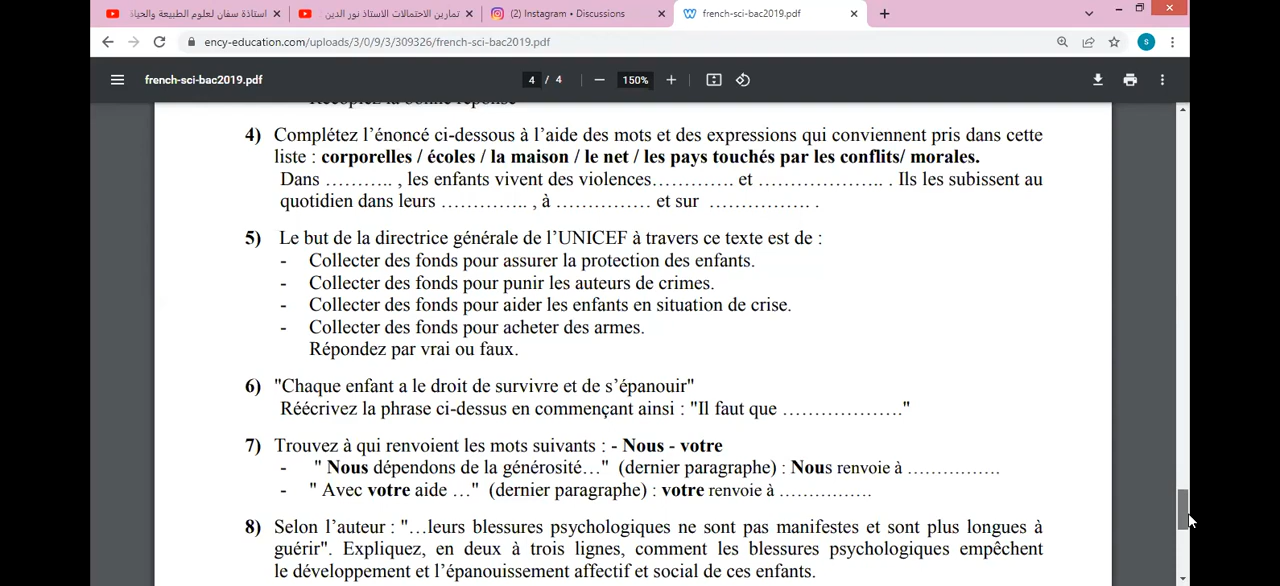 استاذة سفان لعلوم الطبيعة والحياة
تمارين الاحتمالات الاستاذ نور الدين
(2) Instagram • Discussions
french-sci-bac2019.pdf
ency-education.com/uploads/3/0/9/3/309326/french-sci-bac2019.pdf
s
french-sci-bac2019.pdf
4 / 4
150%
Recopiez la bonne réponse
4) Complétez l’énoncé ci-dessous à l’aide des mots et des expressions qui conviennent pris dans cette
liste : corporelles / écoles / la maison / le net / les pays touchés par les conflits/ morales.
Dans ……….. , les enfants vivent des violences…………. et ……………….. . Ils les subissent au
quotidien dans leurs ………….. , à …………… et sur ……………. .
5) Le but de la directrice générale de l’UNICEF à travers ce texte est de :
- Collecter des fonds pour assurer la protection des enfants.
- Collecter des fonds pour punir les auteurs de crimes.
- Collecter des fonds pour aider les enfants en situation de crise.
- Collecter des fonds pour acheter des armes.
Répondez par vrai ou faux.
6) "Chaque enfant a le droit de survivre et de s’épanouir"
Réécrivez la phrase ci-dessus en commençant ainsi : "Il faut que ……………….."
7) Trouvez à qui renvoient les mots suivants : - Nous - votre
- " Nous dépendons de la générosité…" (dernier paragraphe) : Nous renvoie à ……………
- " Avec votre aide …" (dernier paragraphe) : votre renvoie à …………….
8) Selon l’auteur : "…leurs blessures psychologiques ne sont pas manifestes et sont plus longues à
guérir". Expliquez, en deux à trois lignes, comment les blessures psychologiques empêchent
le développement et l’épanouissement affectif et social de ces enfants.